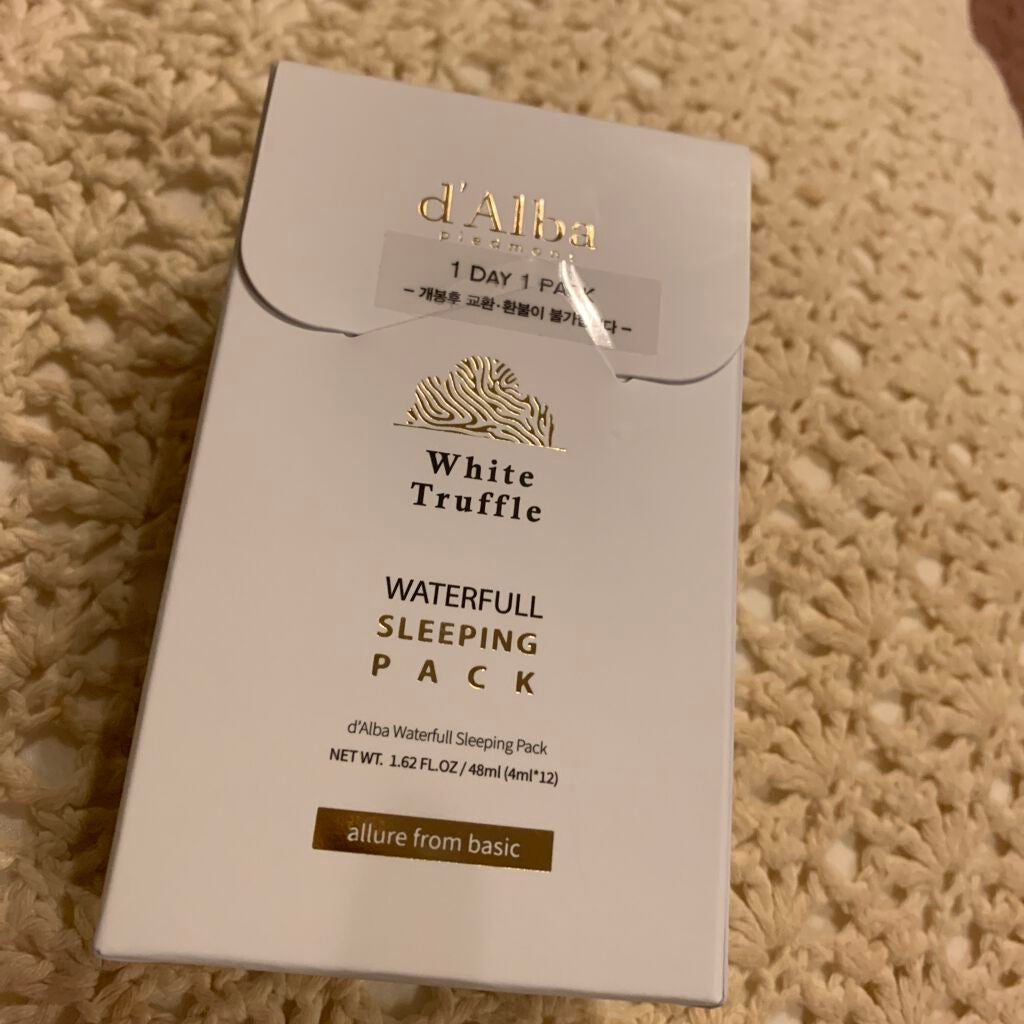 d'Alba
piedmont
1 DAY 1 PACK
- 개봉후 교환·환불이 불가합니다 -
White
Truffle
WATERFULL
SLEEPING
PACK
d'Alba Waterfull Sleeping Pack
NET WT. 1.62 FL.OZ / 48ml (4ml*12)
allure from basic